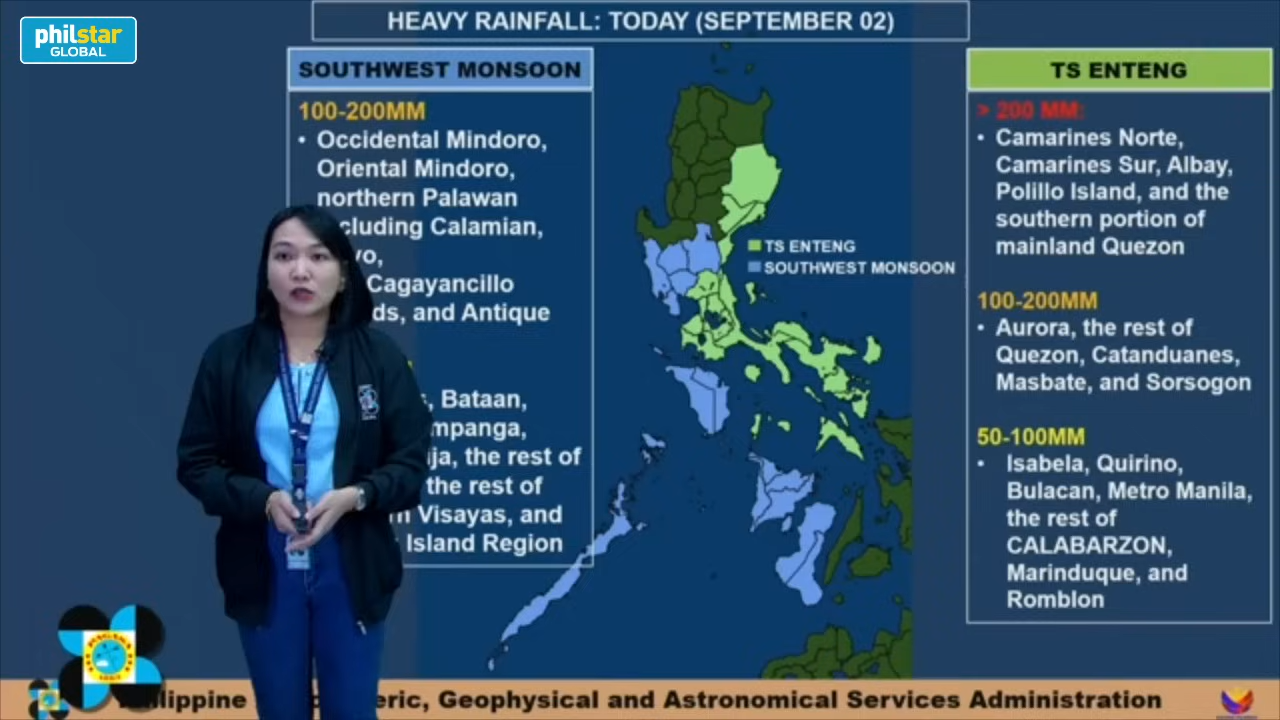 philstar
GLOBAL
HEAVY RAINFALL: TODAY (SEPTEMBER 02)
SOUTHWEST MONSOON
100-200MM
• Occidental Mindoro,
Oriental Mindoro,
northern Palawan
cluding Calamian,
vo,
Cagayancillo
ds, and Antique
, Bataan,
mpanga,
ija, the rest of
the rest of
n Visayas, and
Island Region
TS ENTENG
SOUTHWEST MONSOON
TS ENTENG
> 200 MM:
• Camarines Norte,
Camarines Sur, Albay,
Polillo Island, and the
southern portion of
mainland Quezon
100-200MM
• Aurora, the rest of
Quezon, Catanduanes,
Masbate, and Sorsogon
50-100MM
• Isabela, Quirino,
Bulacan, Metro Manila,
the rest of
CALABARZON,
Marinduque, and
Romblon
ilippine eric, Geophysical and Astronomical Services Administration